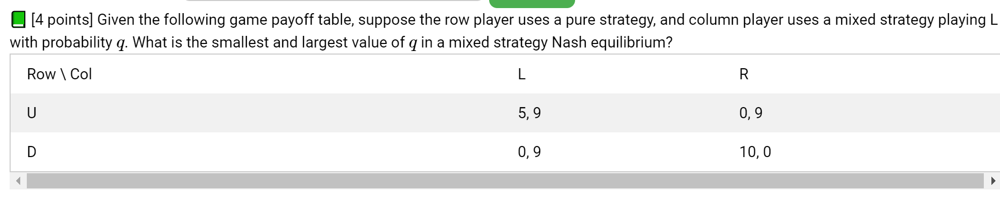 [4 points] Given the following game payoff table, suppose the row player uses a pure strategy, and column player uses a mixed strategy playing L
with probability q. What is the smallest and largest value of q in a mixed strategy Nash equilibrium?
Row \ Col L R
U 5, 9 0, 9
D 0, 9 10, 0